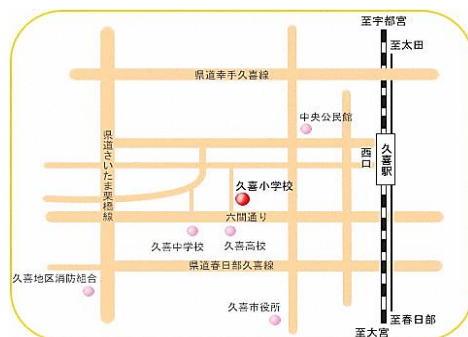 至宇都宮
至太田
県道幸手久喜線
中央公民館
県道さいたま栗橋線
西口
久喜駅
久喜小学校
六間通り
久喜中学校
久喜高校
県道春日部久喜線
久喜地区消防組合
久喜市役所
至春日部
至大宮